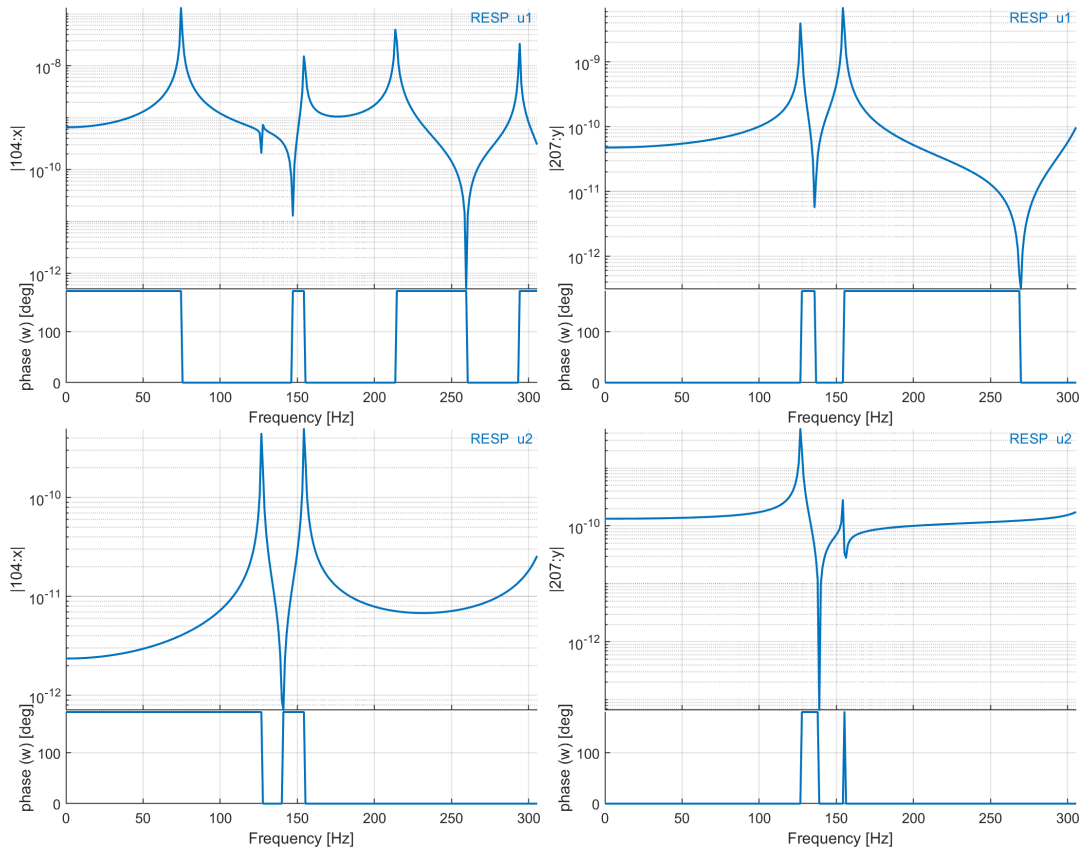 RESP u1
|104:x|
10^-8
10^-10
10^-12
phase (w) [deg]
100
0
0 50 100 150 200 250 300
Frequency [Hz]
RESP u1
|207:y|
10^-9
10^-10
10^-11
10^-12
phase (w) [deg]
100
0
0 50 100 150 200 250 300
Frequency [Hz]
RESP u2
|104:x|
10^-10
10^-11
10^-12
phase (w) [deg]
100
0
0 50 100 150 200 250 300
Frequency [Hz]
RESP u2
|207:y|
10^-10
10^-12
phase (w) [deg]
100
0
0 50 100 150 200 250 300
Frequency [Hz]